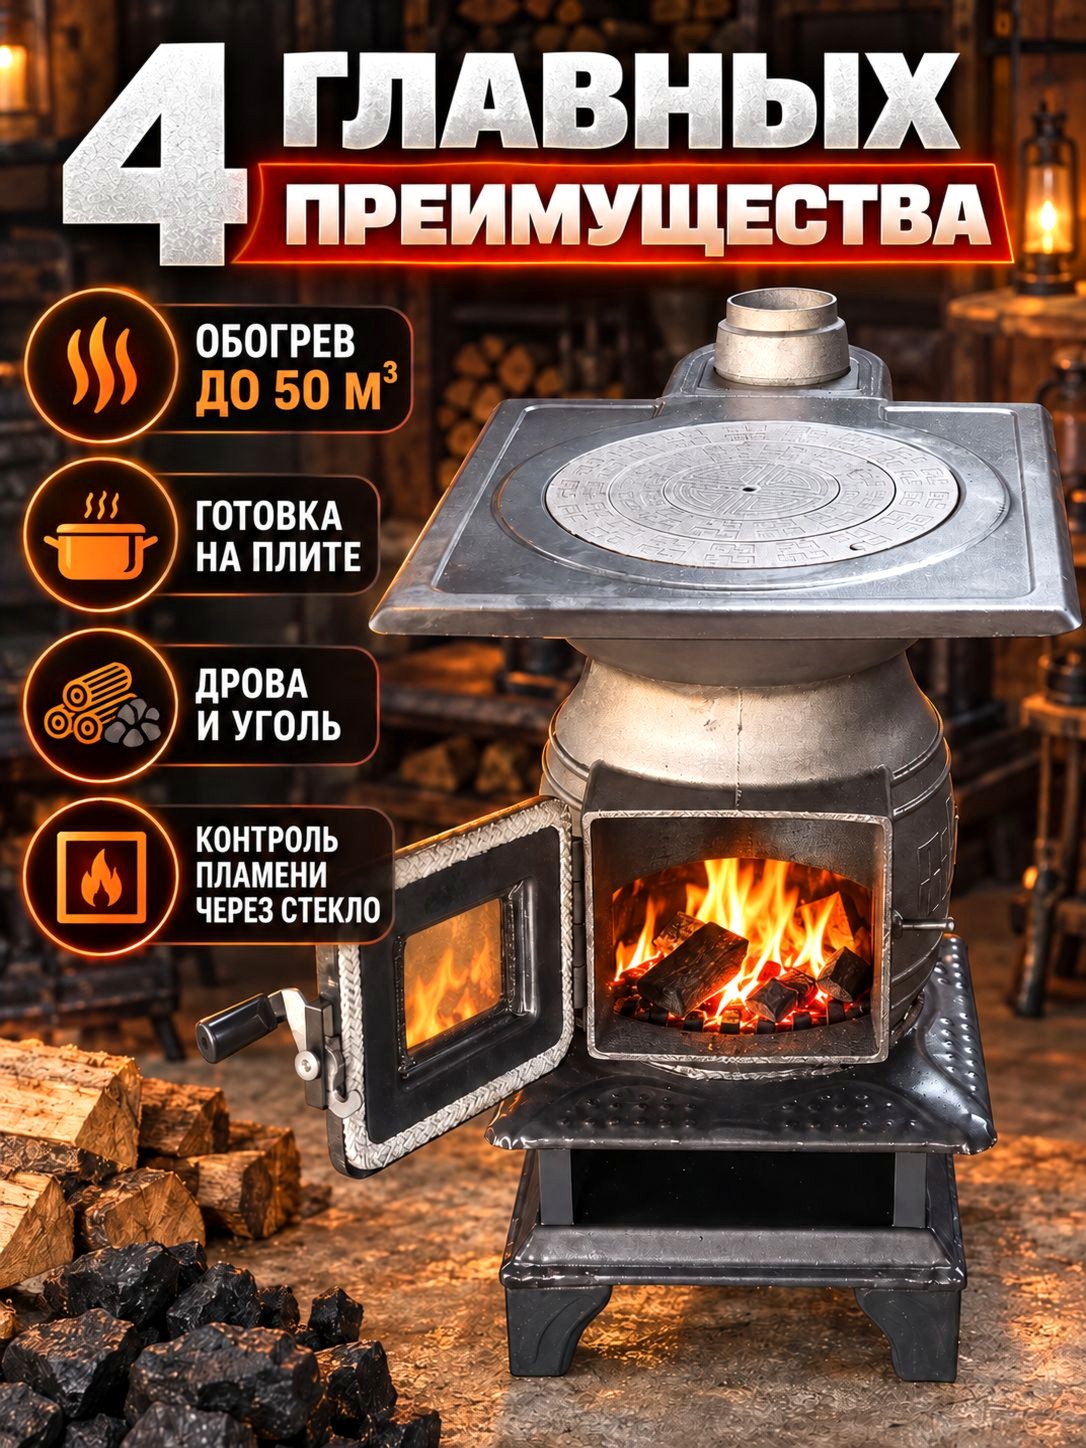 4 ГЛАВНЫХ
ПРЕИМУЩЕСТВА
ОБОГРЕВ
ДО 50 М³
ГОТОВКА
НА ПЛИТЕ
ДРОВА
И УГОЛЬ
КОНТРОЛЬ
ПЛАМЕНИ
ЧЕРЕЗ СТЕКЛО